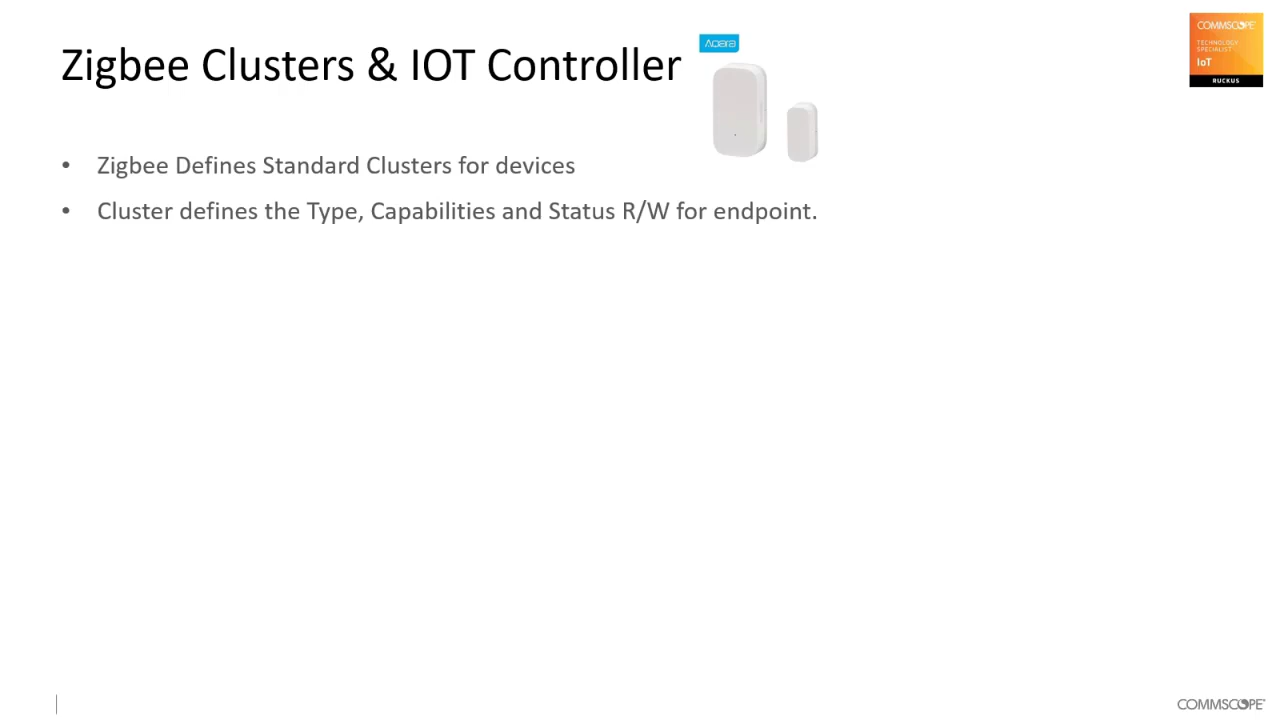 Zigbee Clusters & IOT Controller
Aqara
COMMSCOPE
TECHNOLOGY
SPECIALIST
IoT
RUCKUS
• Zigbee Defines Standard Clusters for devices
• Cluster defines the Type, Capabilities and Status R/W for endpoint.
COMMSCOPE®